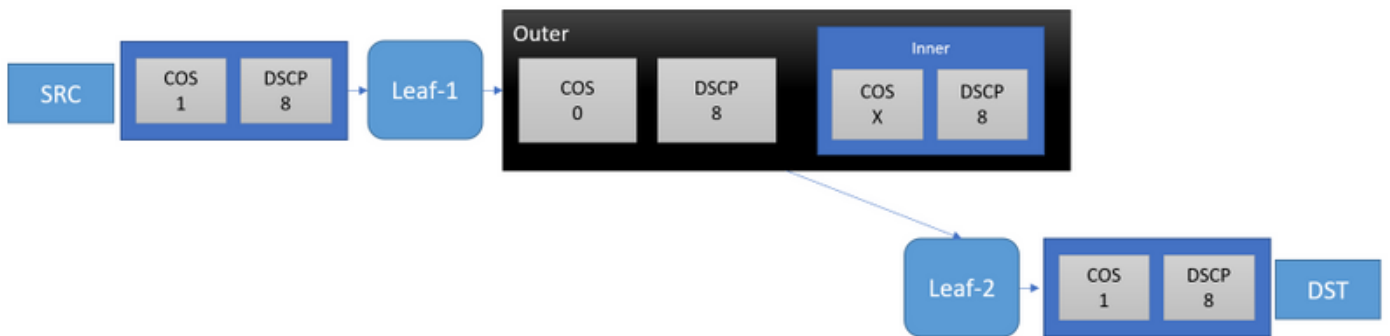 SRC
COS
1
DSCP
8
Leaf-1
Outer
COS
0
DSCP
8
Inner
COS
X
DSCP
8
Leaf-2
COS
1
DSCP
8
DST